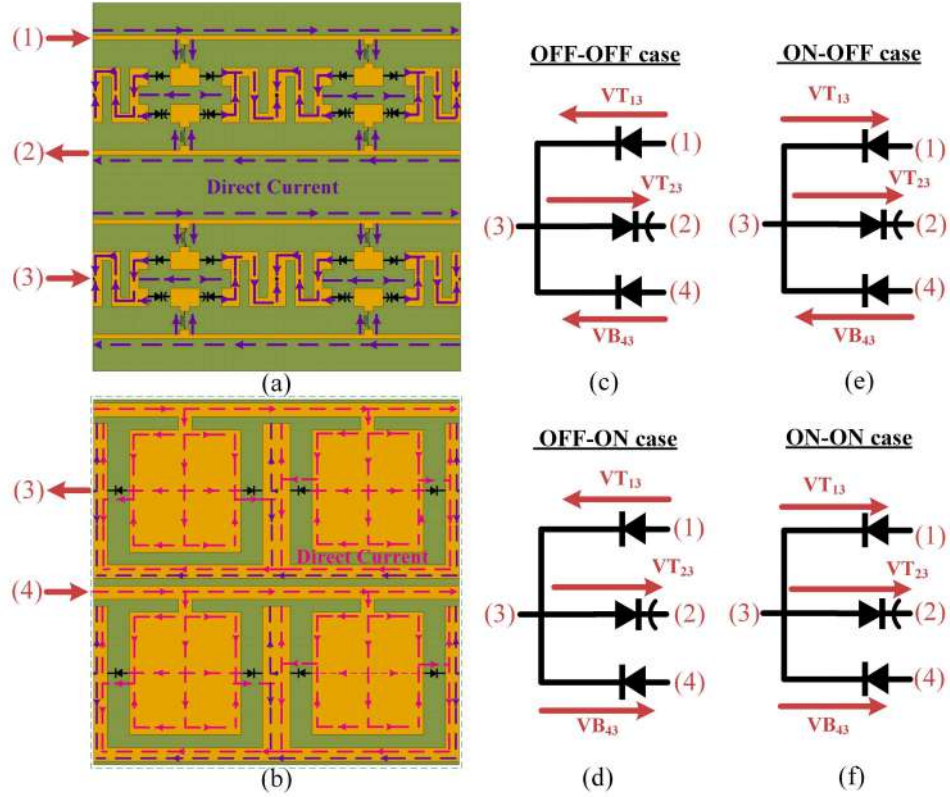 (1)
(2)
Direct Current
(3)
(a)
(3)
Direct Current
(4)
(b)
OFF-OFF case
VT₁₃
(1)
VT₂₃
(3)
(2)
(4)
VB₄₃
(c)
ON-OFF case
VT₁₃
(1)
VT₂₃
(3)
(2)
(4)
VB₄₃
(e)
OFF-ON case
VT₁₃
(1)
VT₂₃
(3)
(2)
(4)
VB₄₃
(d)
ON-ON case
VT₁₃
(1)
VT₂₃
(3)
(2)
(4)
VB₄₃
(f)